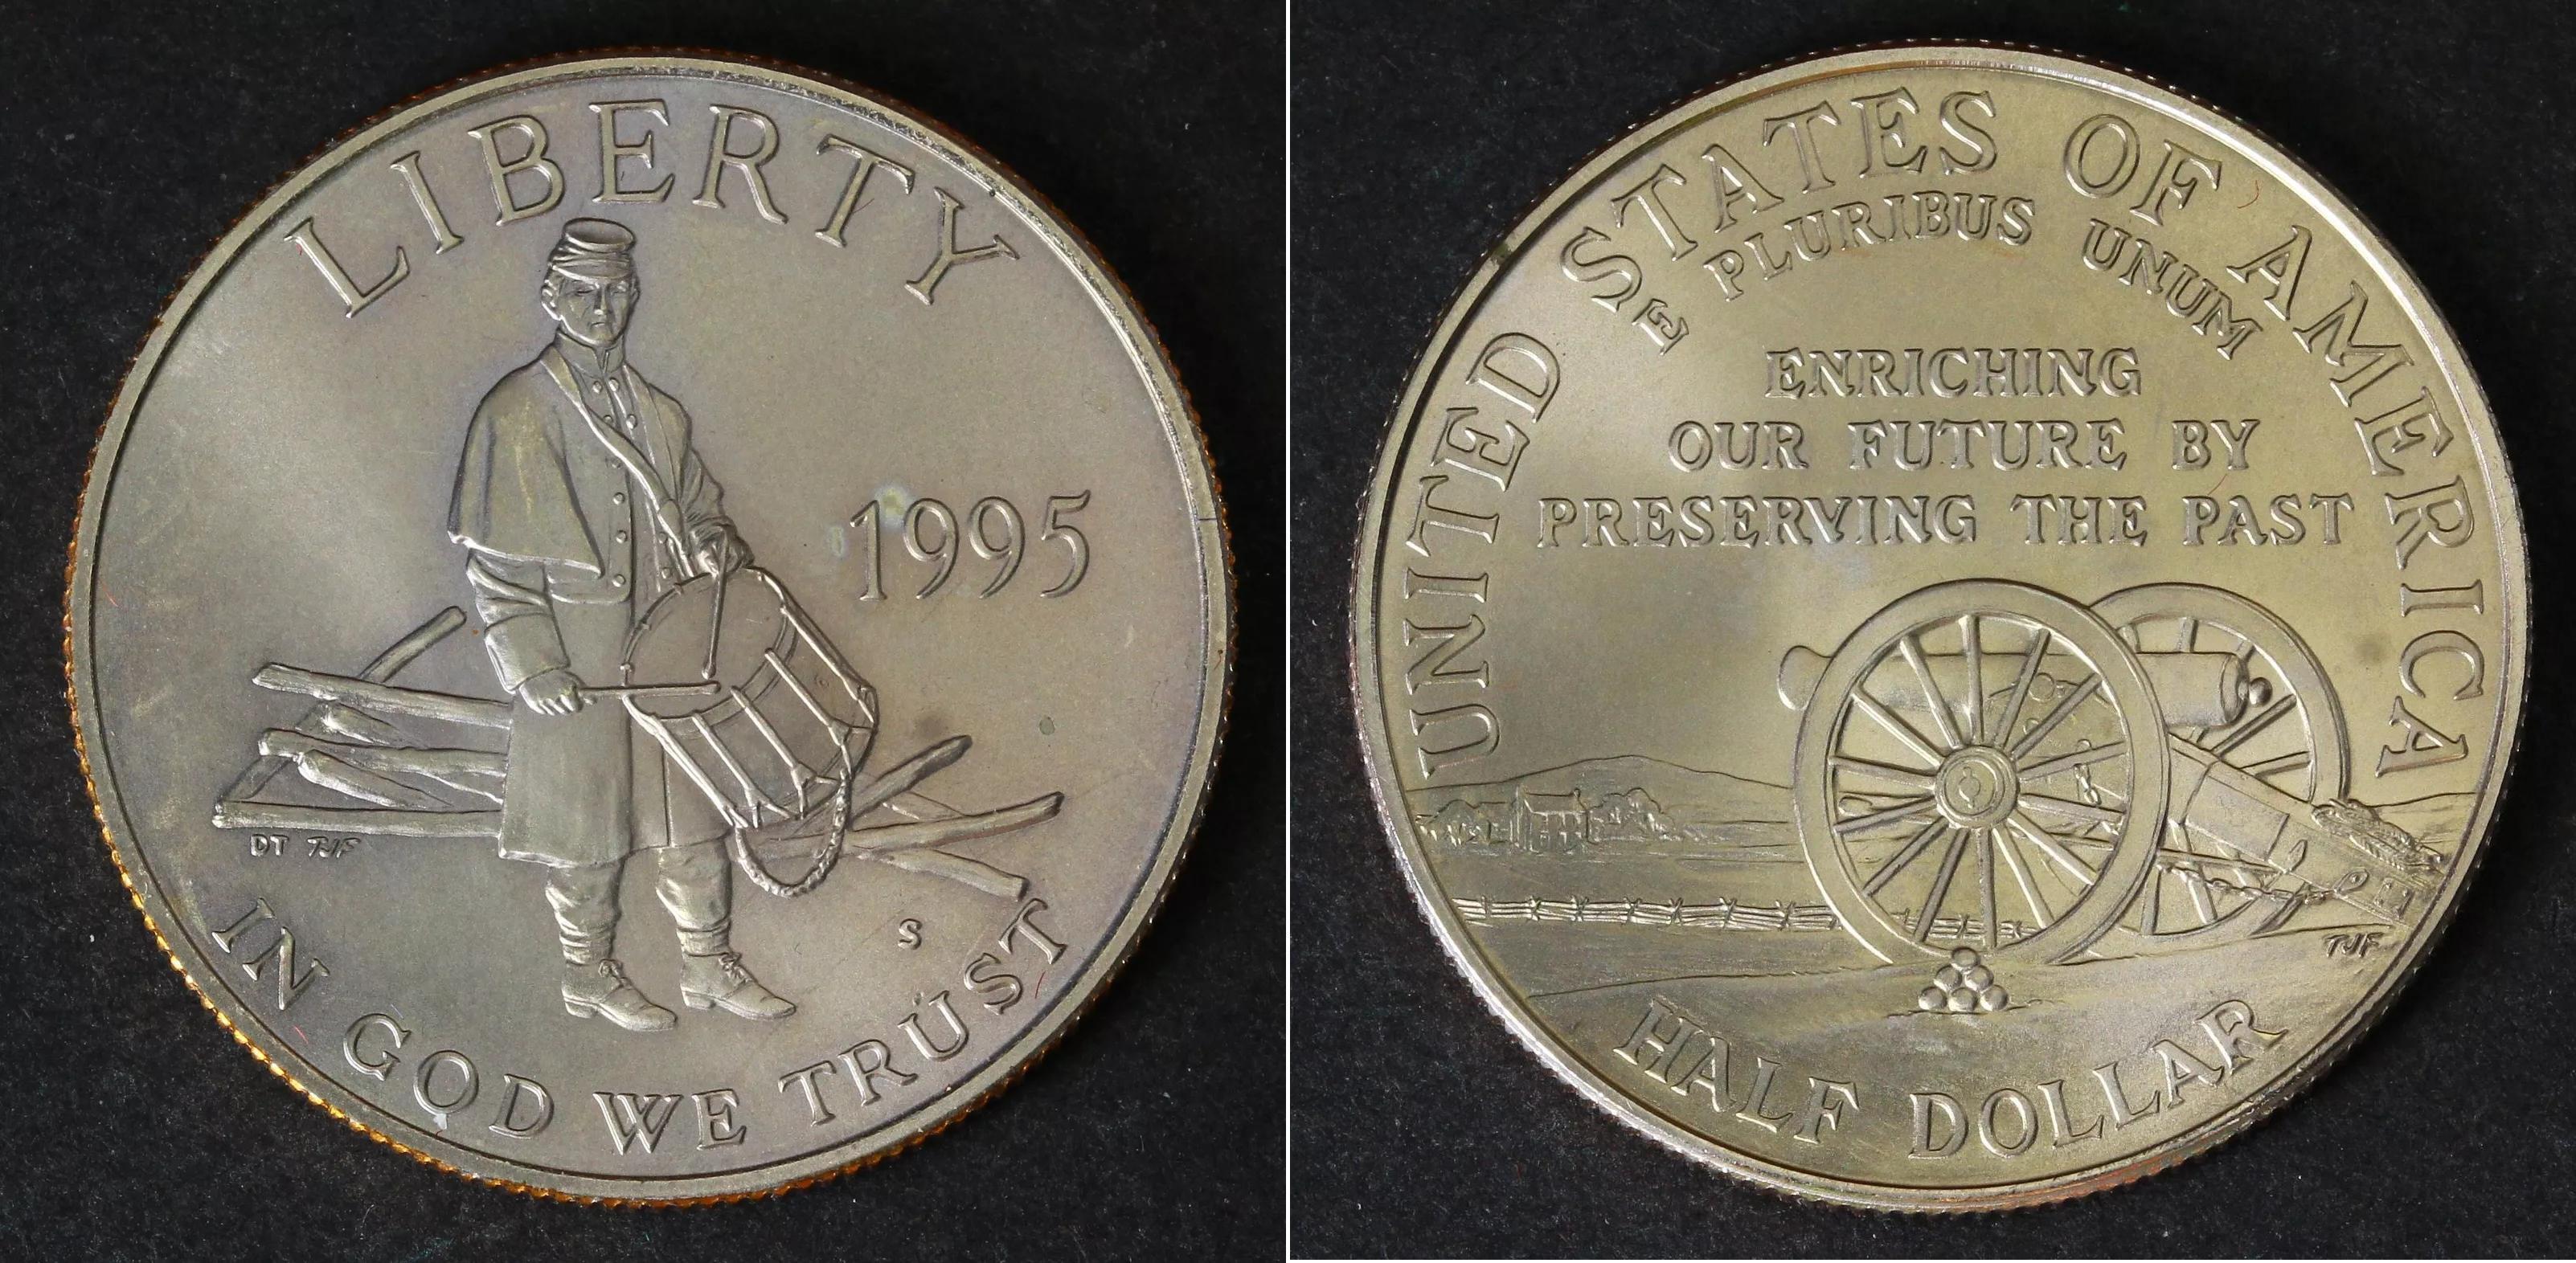 LIBERTY
1995
DT TJF
S
IN GOD WE TRUST
UNITED STATES OF AMERICA
E PLURIBUS UNUM
ENRICHING
OUR FUTURE BY
PRESERVING THE PAST
TJF
HALF DOLLAR